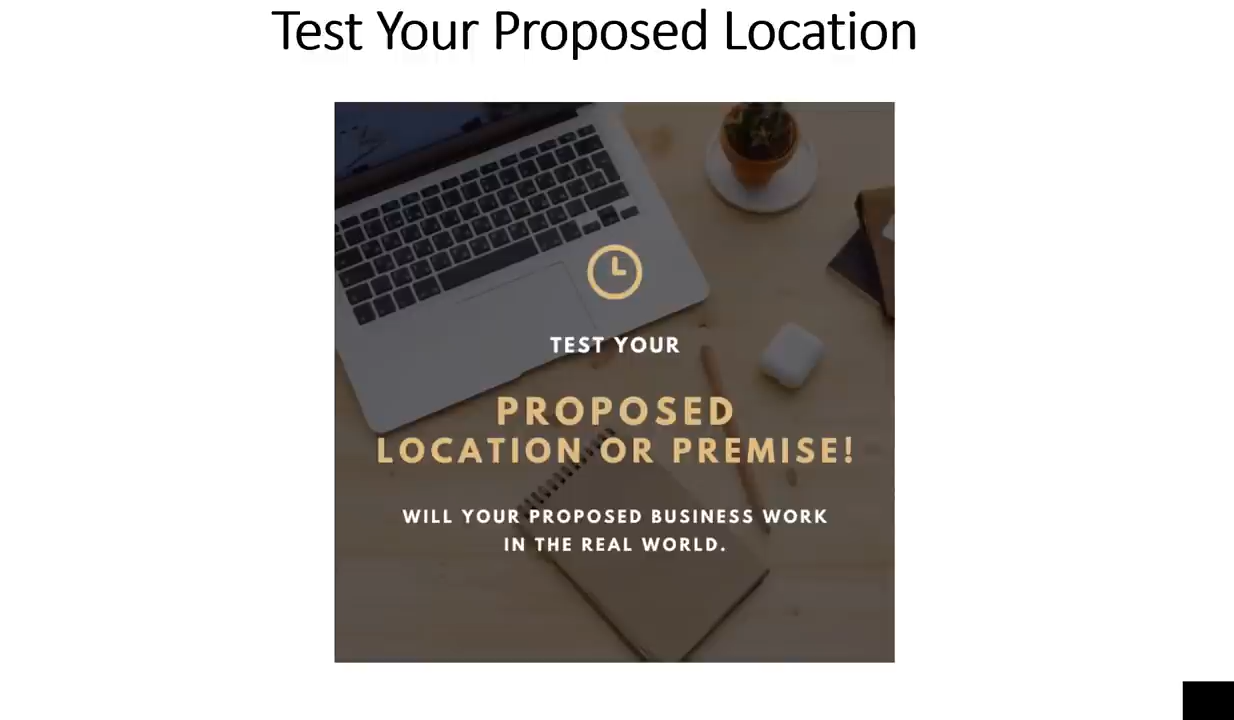 Test Your Proposed Location
TEST YOUR
PROPOSED
LOCATION OR PREMISE!
WILL YOUR PROPOSED BUSINESS WORK
IN THE REAL WORLD.